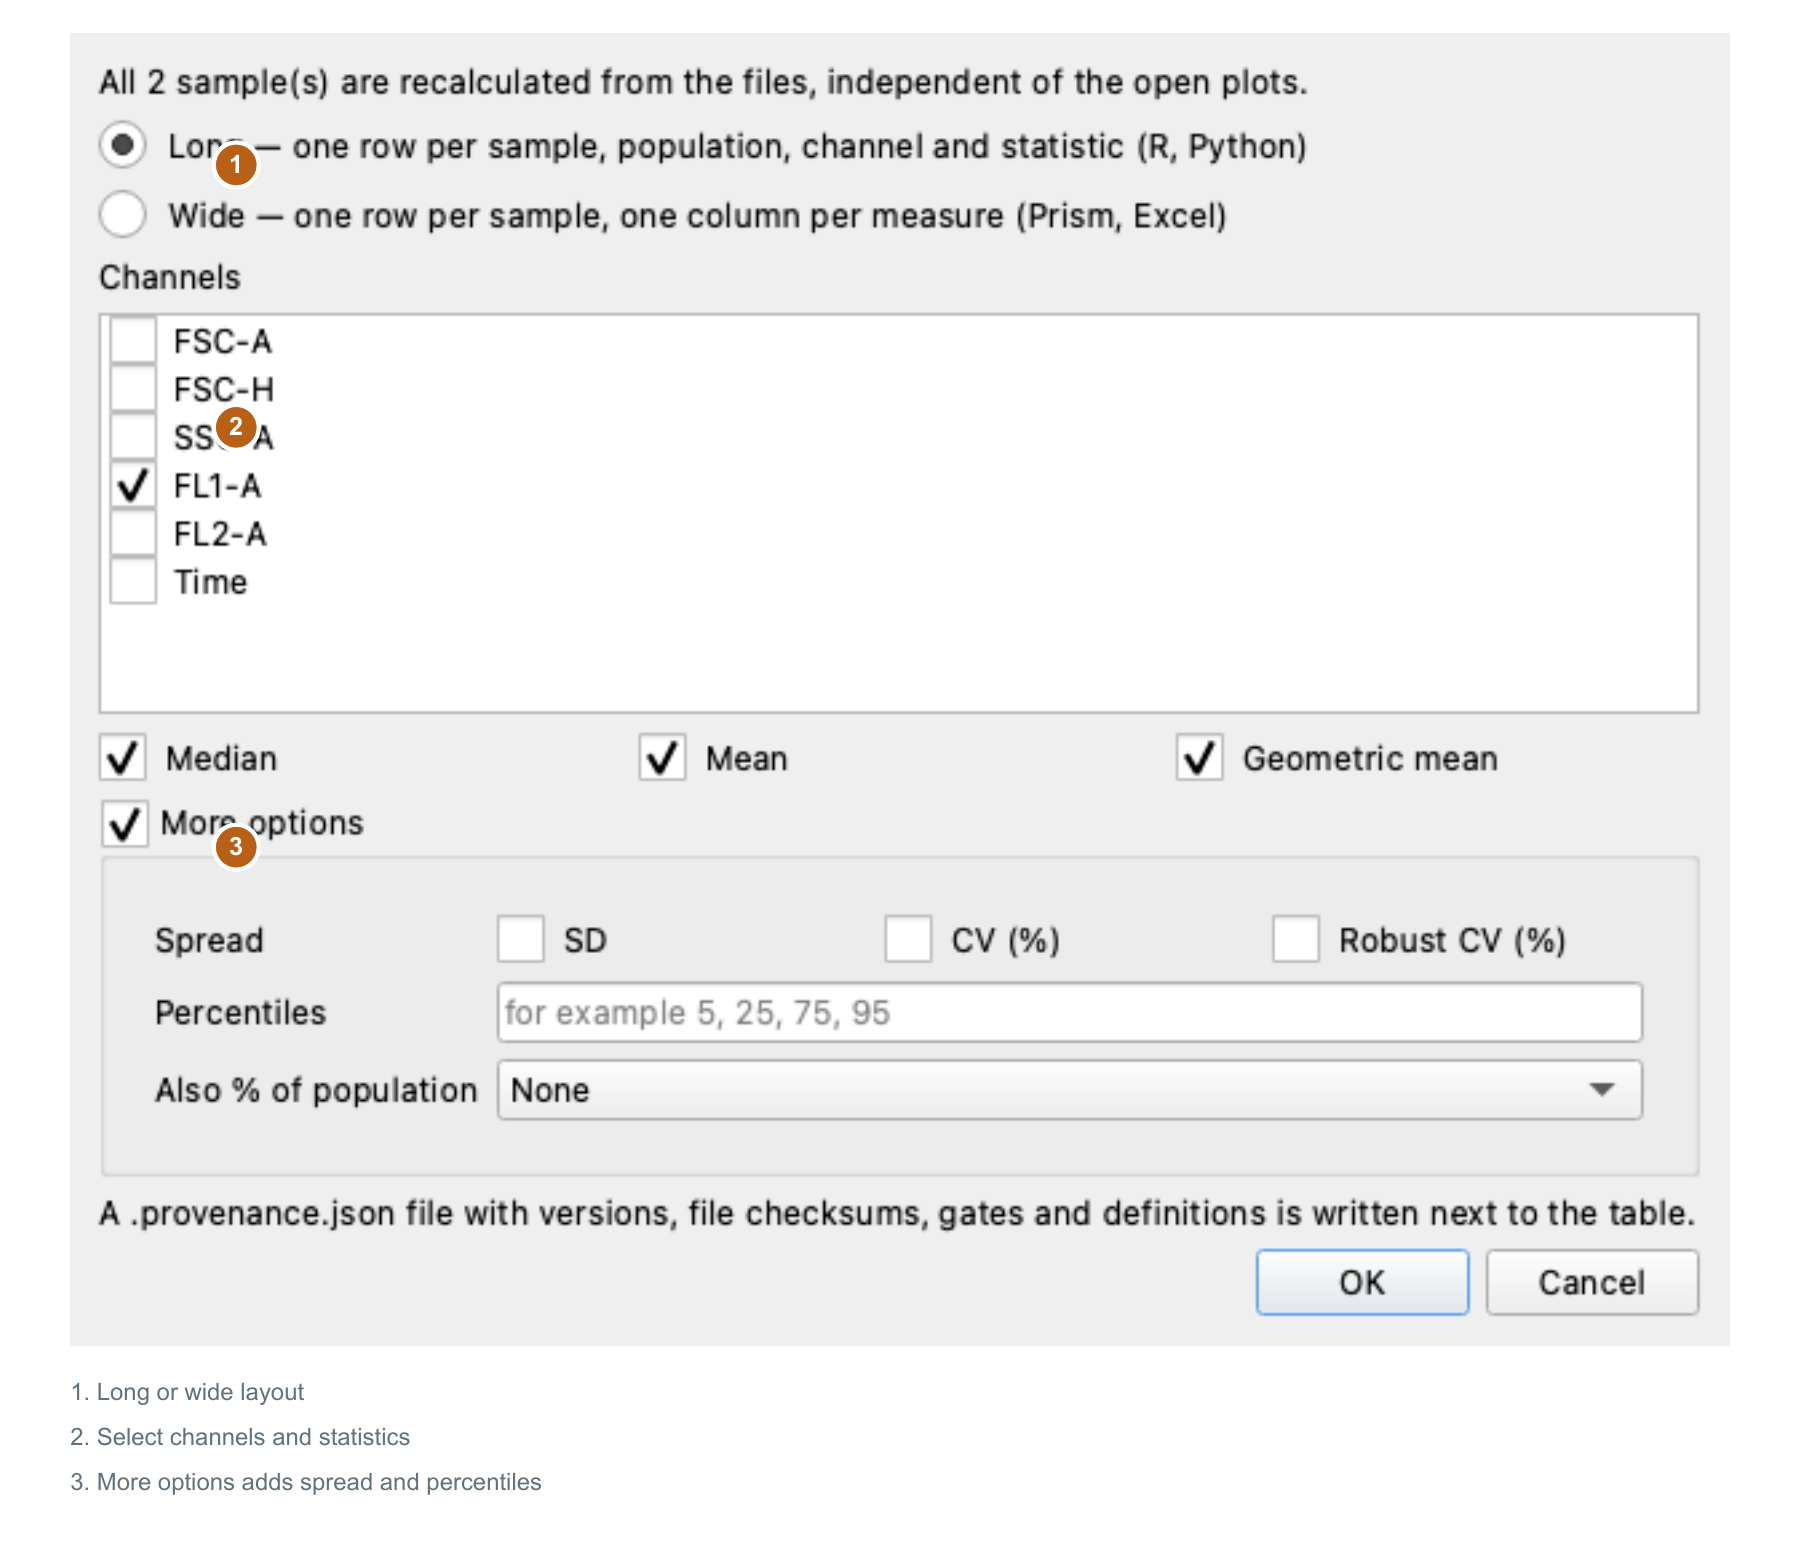 All 2 sample(s) are recalculated from the files, independent of the open plots.
Long — one row per sample, population, channel and statistic (R, Python)
1
Wide — one row per sample, one column per measure (Prism, Excel)
Channels
FSC-A
FSC-H
2
SSC-A
FL1-A
FL2-A
Time
Median Mean Geometric mean
More options
3
Spread SD CV (%) Robust CV (%)
Percentiles for example 5, 25, 75, 95
Also % of population None
A .provenance.json file with versions, file checksums, gates and definitions is written next to the table.
OK Cancel
1. Long or wide layout
2. Select channels and statistics
3. More options adds spread and percentiles